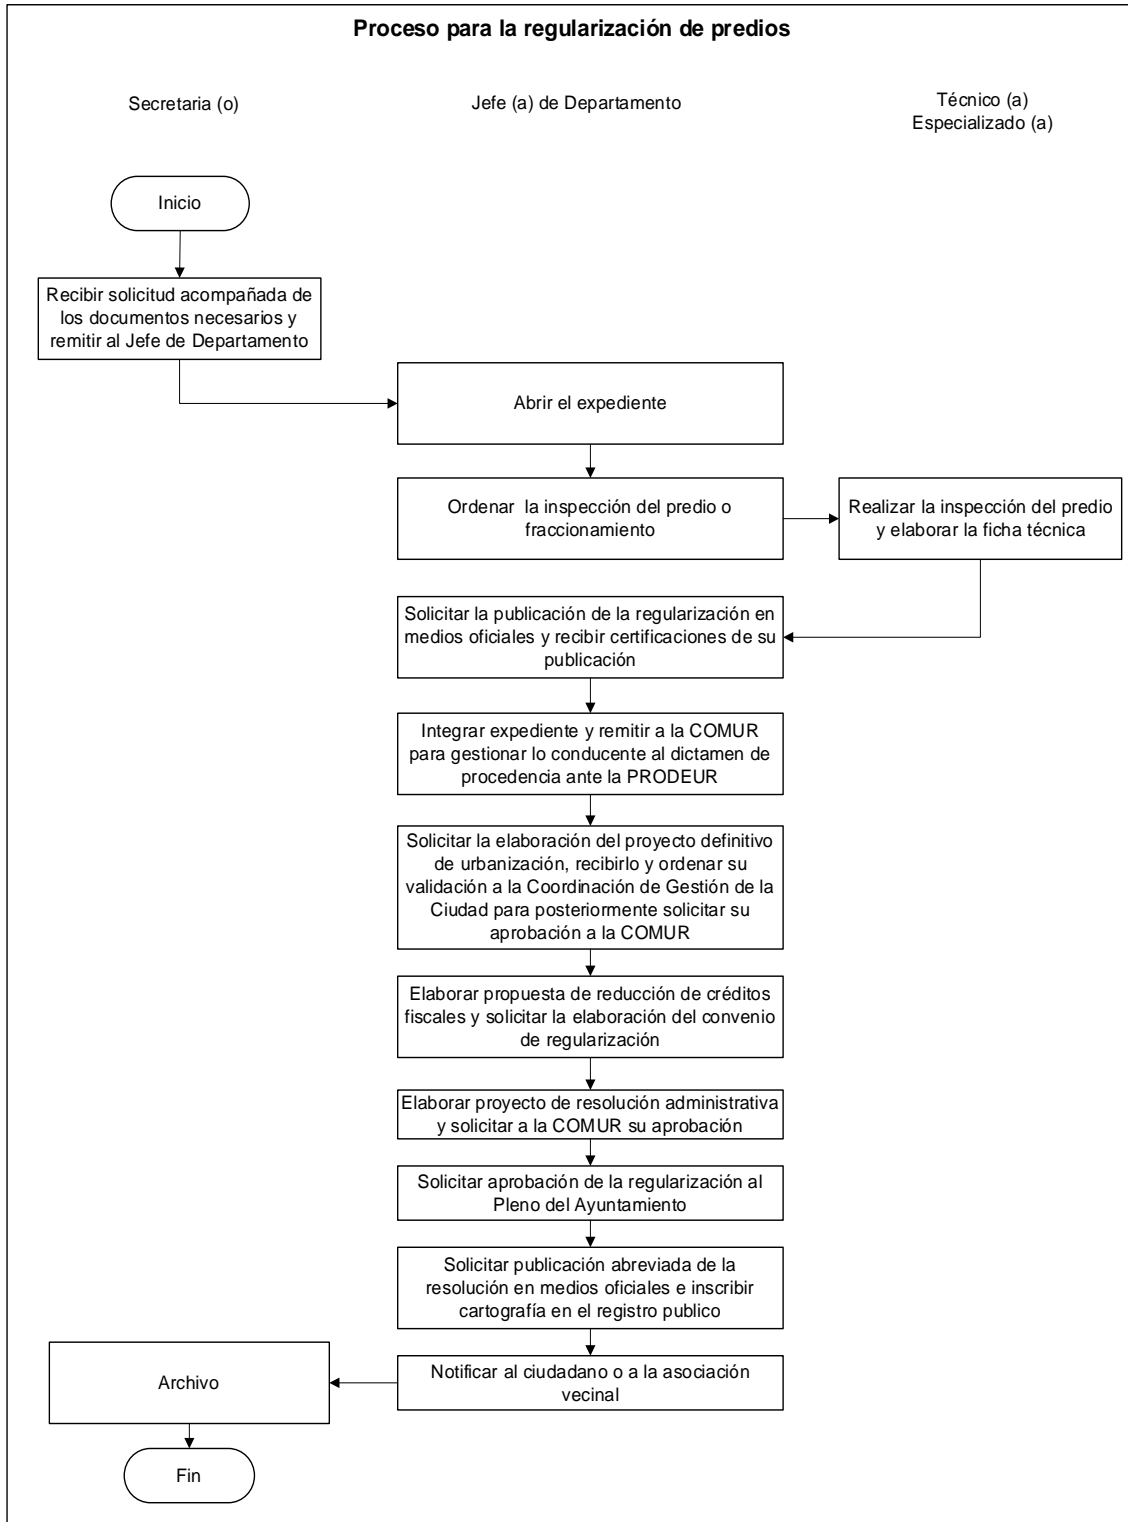 Proceso para la regularización de predios
Secretaria (o)
Jefe (a) de Departamento
Técnico (a)
Especializado (a)
Inicio
Recibir solicitud acompañada de
los documentos necesarios y
remitir al Jefe de Departamento
Abrir el expediente
Ordenar  la inspección del predio o
fraccionamiento
Realizar la inspección del predio
y elaborar la ficha técnica
Solicitar la publicación de la regularización en
medios oficiales y recibir certificaciones de su
publicación
Integrar expediente y remitir a la COMUR
para gestionar lo conducente al dictamen de
procedencia ante la PRODEUR
Solicitar la elaboración del proyecto definitivo
de urbanización, recibirlo y ordenar su
validación a la Coordinación de Gestión de la
Ciudad para posteriormente solicitar su
aprobación a la COMUR
Elaborar propuesta de reducción de créditos
fiscales y solicitar la elaboración del convenio
de regularización
Elaborar proyecto de resolución administrativa
y solicitar a la COMUR su aprobación
Solicitar aprobación de la regularización al
Pleno del Ayuntamiento
Solicitar publicación abreviada de la
resolución en medios oficiales e inscribir
cartografía en el registro publico
Notificar al ciudadano o a la asociación
vecinal
Archivo
Fin